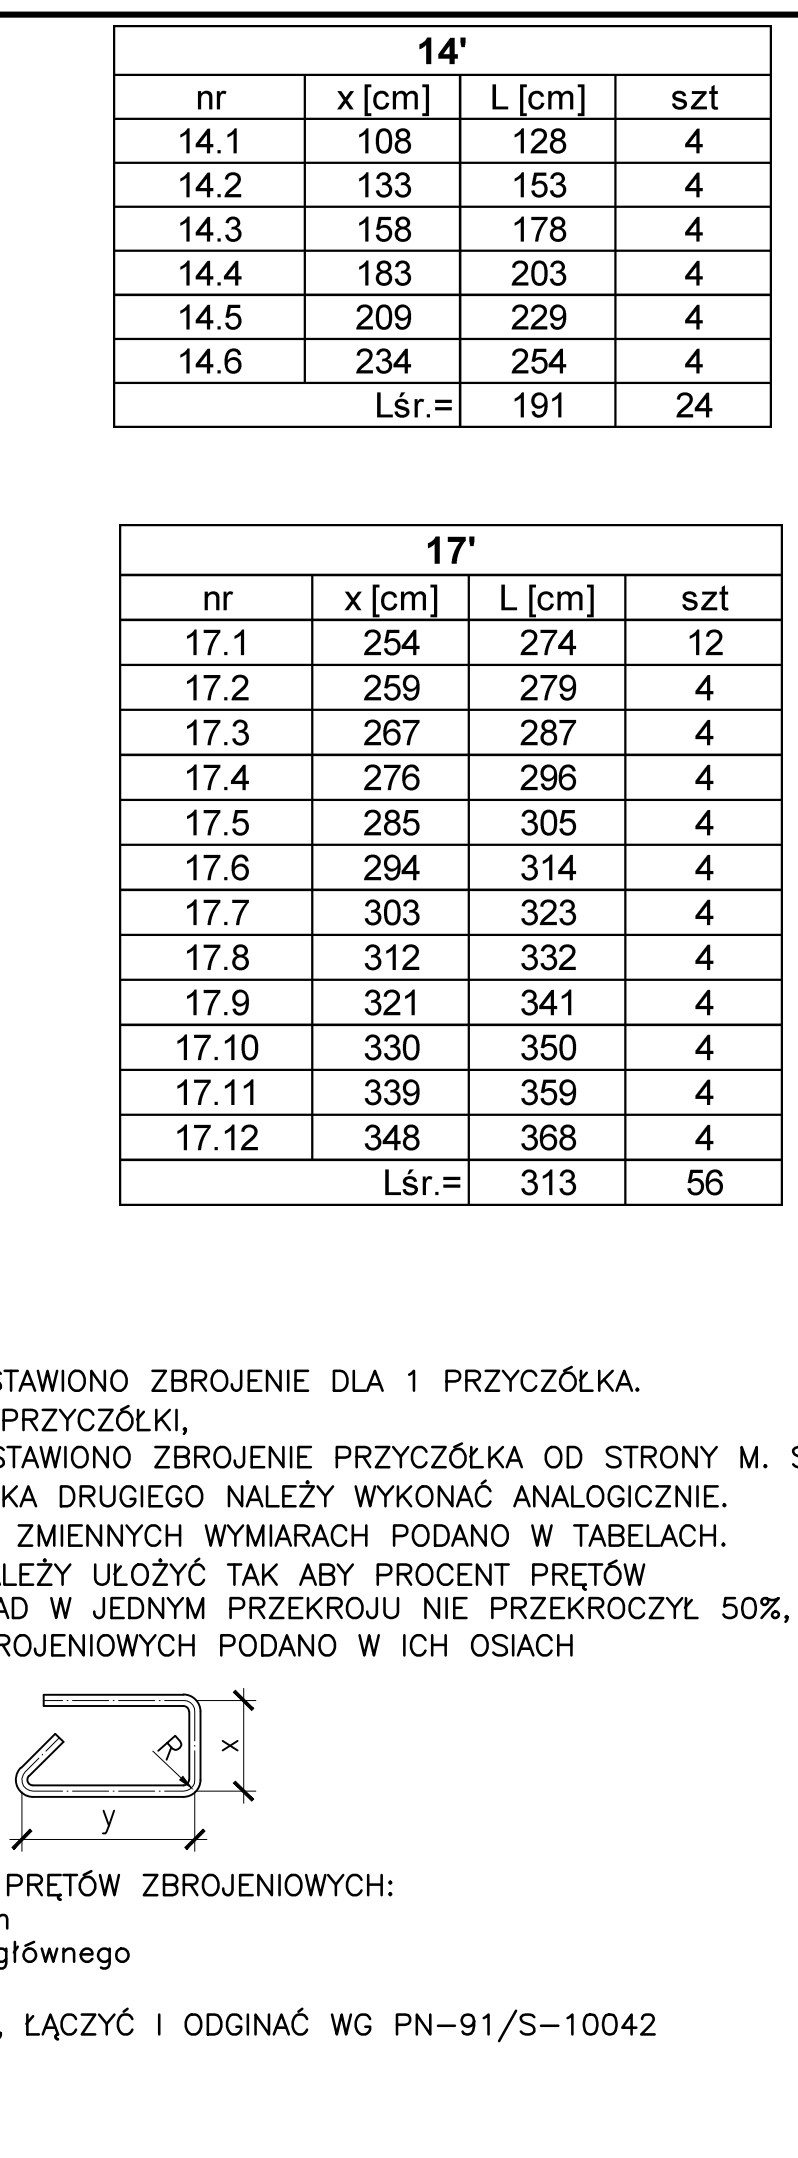 14'
nr x [cm] L [cm] szt
14.1 108 128 4
14.2 133 153 4
14.3 158 178 4
14.4 183 203 4
14.5 209 229 4
14.6 234 254 4
Lśr.= 191 24
17'
nr x [cm] L [cm] szt
17.1 254 274 12
17.2 259 279 4
17.3 267 287 4
17.4 276 296 4
17.5 285 305 4
17.6 294 314 4
17.7 303 323 4
17.8 312 332 4
17.9 321 341 4
17.10 330 350 4
17.11 339 359 4
17.12 348 368 4
Lśr.= 313 56
STAWIONO ZBROJENIE DLA 1 PRZYCZÓŁKA.
PRZYCZÓŁKI,
STAWIONO ZBROJENIE PRZYCZÓŁKA OD STRONY M. S
KA DRUGIEGO NALEŻY WYKONAĆ ANALOGICZNIE.
ZMIENNYCH WYMIARACH PODANO W TABELACH.
LEŻY UŁOŻYĆ TAK ABY PROCENT PRĘTÓW
AD W JEDNYM PRZEKROJU NIE PRZEKROCZYŁ 50%,
ROJENIOWYCH PODANO W ICH OSIACH
R x
y
PRĘTÓW ZBROJENIOWYCH:
głównego
, ŁĄCZYĆ I ODGINAĆ WG PN-91/S-10042